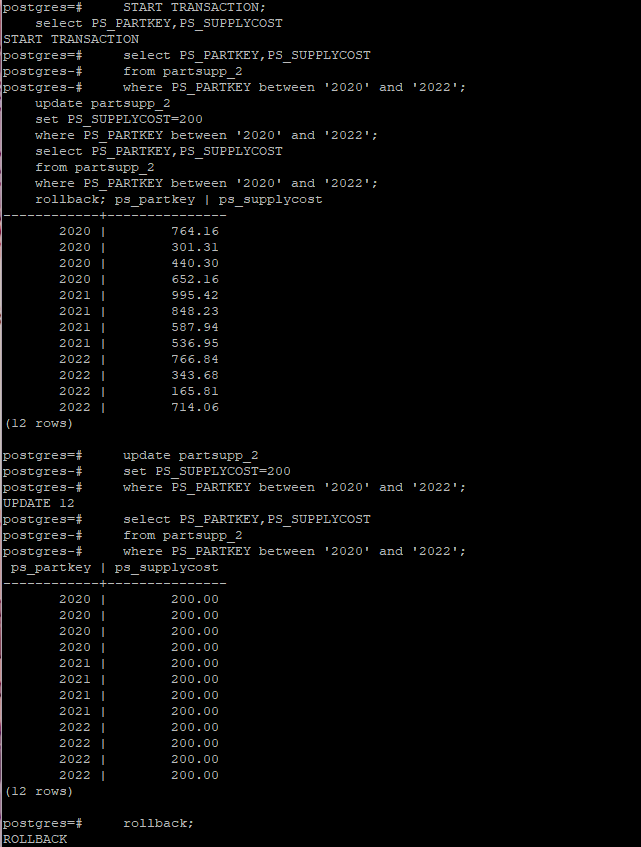 postgres=#     START TRANSACTION;
    select PS_PARTKEY,PS_SUPPLYCOST
START TRANSACTION
postgres=#     select PS_PARTKEY,PS_SUPPLYCOST
postgres-#     from partsupp_2
postgres-#     where PS_PARTKEY between '2020' and '2022';
    update partsupp_2
    set PS_SUPPLYCOST=200
    where PS_PARTKEY between '2020' and '2022';
    select PS_PARTKEY,PS_SUPPLYCOST
    from partsupp_2
    where PS_PARTKEY between '2020' and '2022';
    rollback; ps_partkey | ps_supplycost
------------+---------------
       2020 |        764.16
       2020 |        301.31
       2020 |        440.30
       2020 |        652.16
       2021 |        995.42
       2021 |        848.23
       2021 |        587.94
       2021 |        536.95
       2022 |        766.84
       2022 |        343.68
       2022 |        165.81
       2022 |        714.06
(12 rows)

postgres=#     update partsupp_2
postgres-#     set PS_SUPPLYCOST=200
postgres-#     where PS_PARTKEY between '2020' and '2022';
UPDATE 12
postgres=#     select PS_PARTKEY,PS_SUPPLYCOST
postgres-#     from partsupp_2
postgres-#     where PS_PARTKEY between '2020' and '2022';
 ps_partkey | ps_supplycost
------------+---------------
       2020 |        200.00
       2020 |        200.00
       2020 |        200.00
       2020 |        200.00
       2021 |        200.00
       2021 |        200.00
       2021 |        200.00
       2021 |        200.00
       2022 |        200.00
       2022 |        200.00
       2022 |        200.00
       2022 |        200.00
(12 rows)

postgres=#     rollback;
ROLLBACK